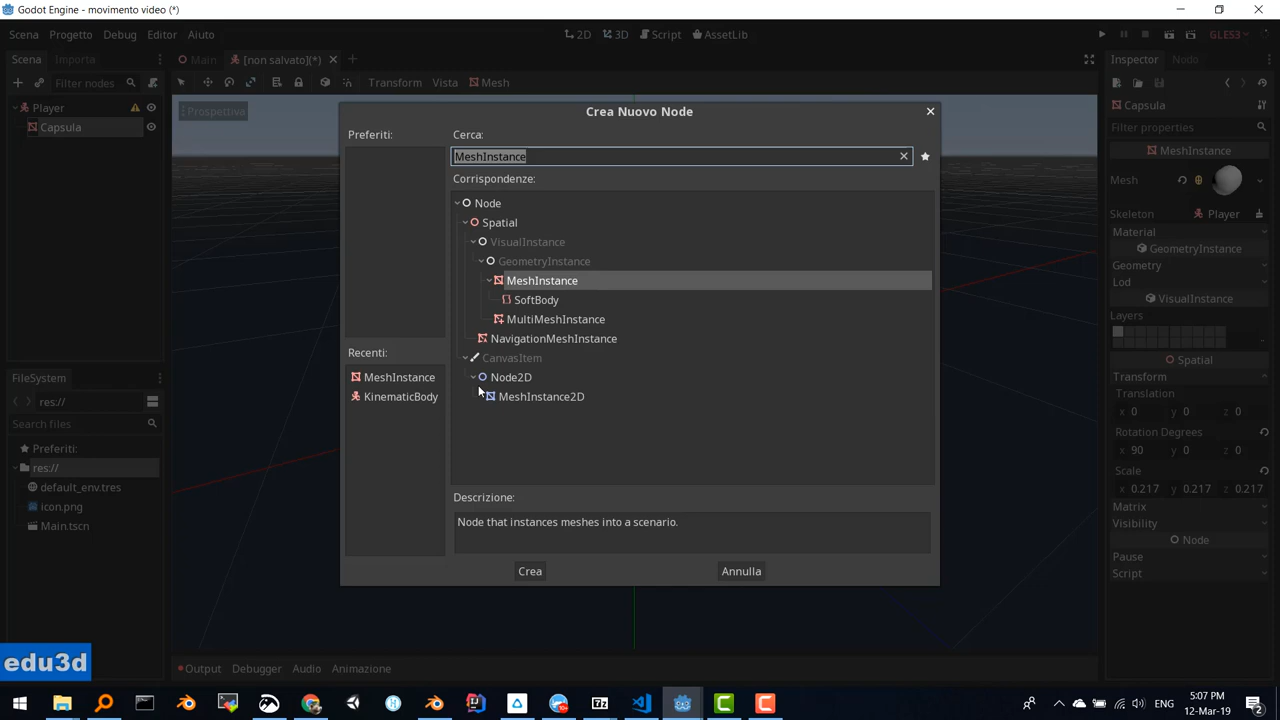 Godot Engine - movimento video (*)
Scena Progetto Debug Editor Aiuto
2D 3D Script AssetLib
GLES3
Scena Importa
Main [non salvato](*)
Inspector Nodo
Filter nodes
Transform Vista Mesh
Player
Capsula
Prospettiva
Capsula
Filter properties
MeshInstance
Mesh
Skeleton Player
Material
GeometryInstance
Geometry
Lod
VisualInstance
Layers
Spatial
Transform
Translation
x 0 y 0 z 0
Rotation Degrees
x 90 y 0 z 0
Scale
x 0.217 y 0.217 z 0.217
Matrix
Visibility
Node
Pause
Script
Crea Nuovo Node
Preferiti:
Cerca:
MeshInstance
Corrispondenze:
Node
Spatial
VisualInstance
GeometryInstance
MeshInstance
SoftBody
MultiMeshInstance
NavigationMeshInstance
CanvasItem
Node2D
MeshInstance2D
Recenti:
MeshInstance
KinematicBody
Descrizione:
Node that instances meshes into a scenario.
Crea
Annulla
FileSystem
res://
Search files
Preferiti:
res://
default_env.tres
icon.png
Main.tscn
edu3d
Output Debugger Audio Animazione
10+
7z
ENG
5:07 PM
12-Mar-19
2